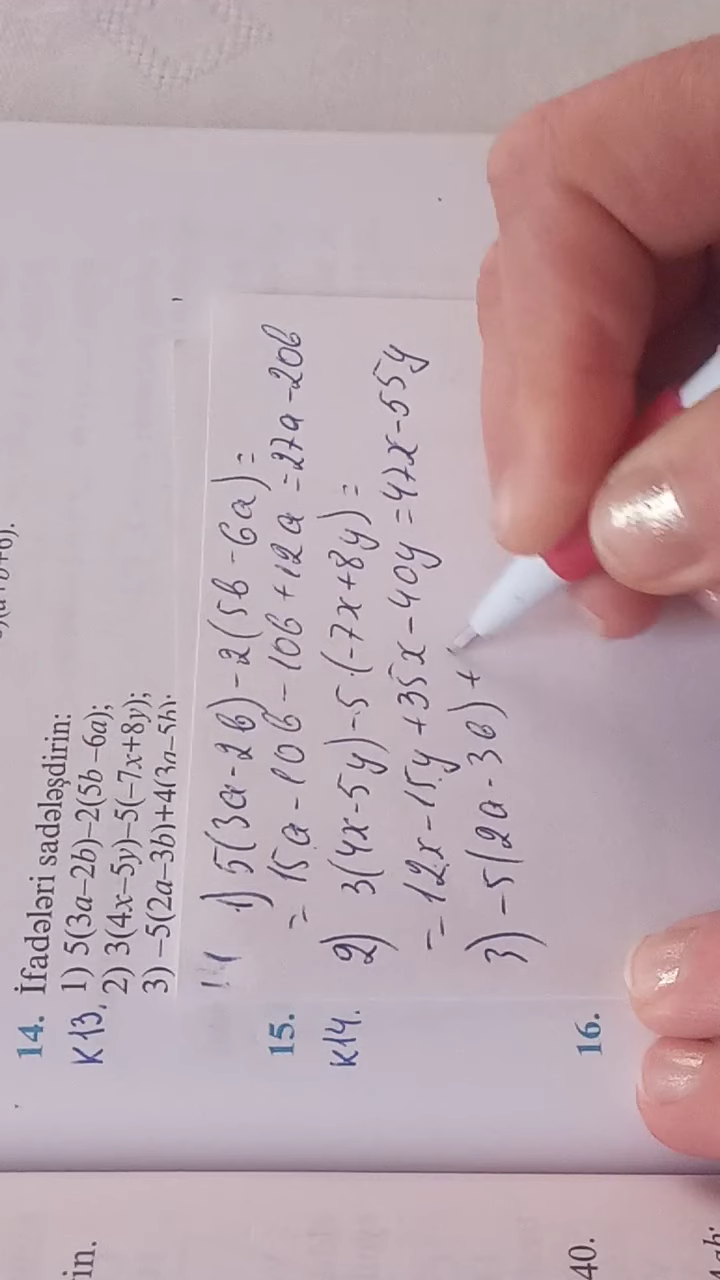 14. İfadələri sadələşdirin:
K13. 1) 5(3a−2b)−2(5b−6a);
2) 3(4x−5y)−5(−7x+8y);
3) −5(2a−3b)+4(3a−5b).
1) 5(3a-2b)-2(5b-6a)=
= 15a-10b-10b+12a=27a-20b
15.
K14.
2) 3(4x-5y)-5·(-7x+8y)=
=12x-15y+35x-40y=47x-55y
3) -5(2a-3b)+
16.
in.
40.